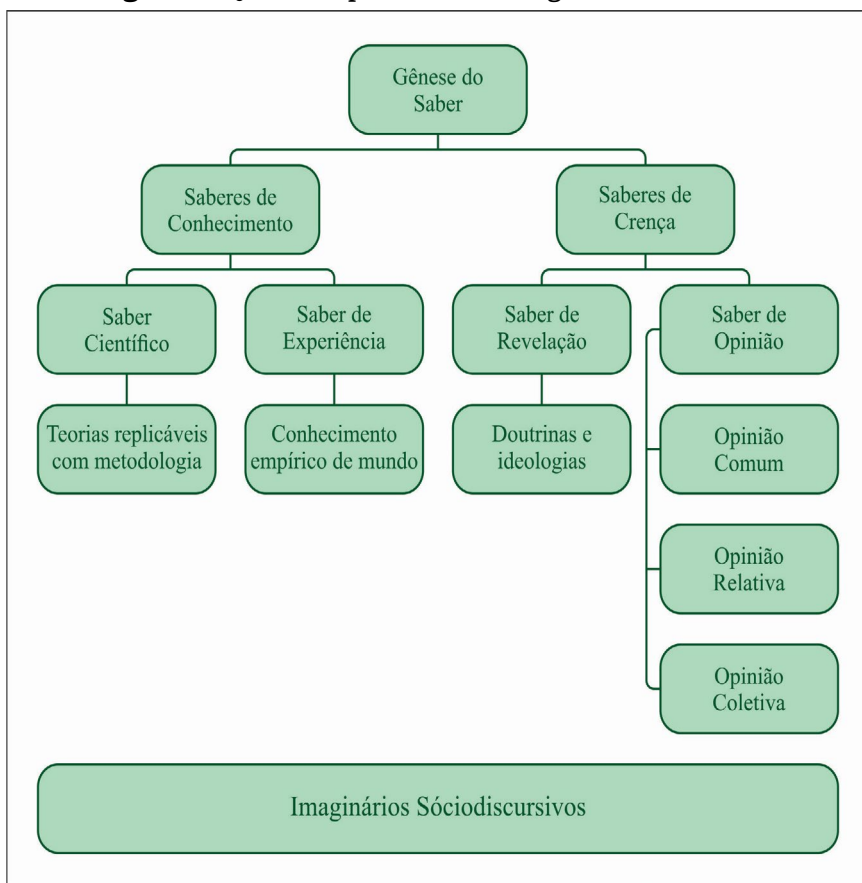 Gênese do
Saber
Saberes de
Conhecimento
Saberes de
Crença
Saber
Científico
Saber de
Experiência
Saber de
Revelação
Saber de
Opinião
Teorias replicáveis
com metodologia
Conhecimento
empírico de mundo
Doutrinas e
ideologias
Opinião
Comum
Opinião
Relativa
Opinião
Coletiva
Imaginários Sóciodiscursivos